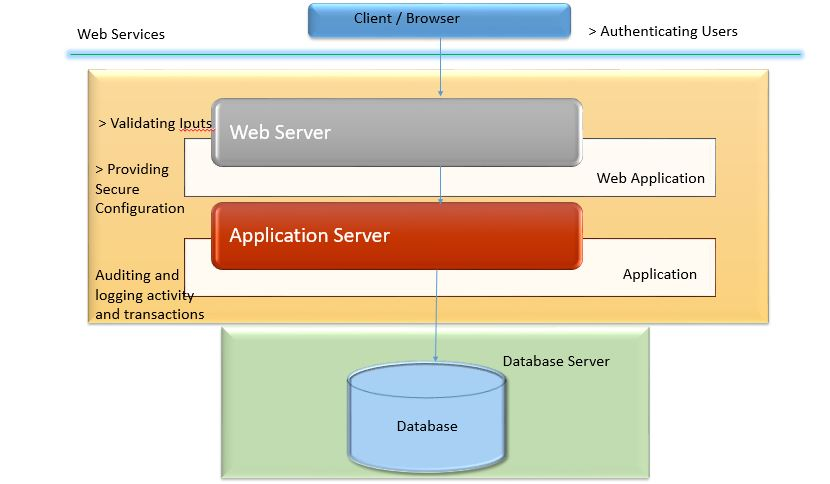 Client / Browser
Web Services
> Authenticating Users
> Validating Iputs
Web Server
> Providing
Secure
Configuration
Web Application
Application Server
Auditing and
logging activity
and transactions
Application
Database Server
Database